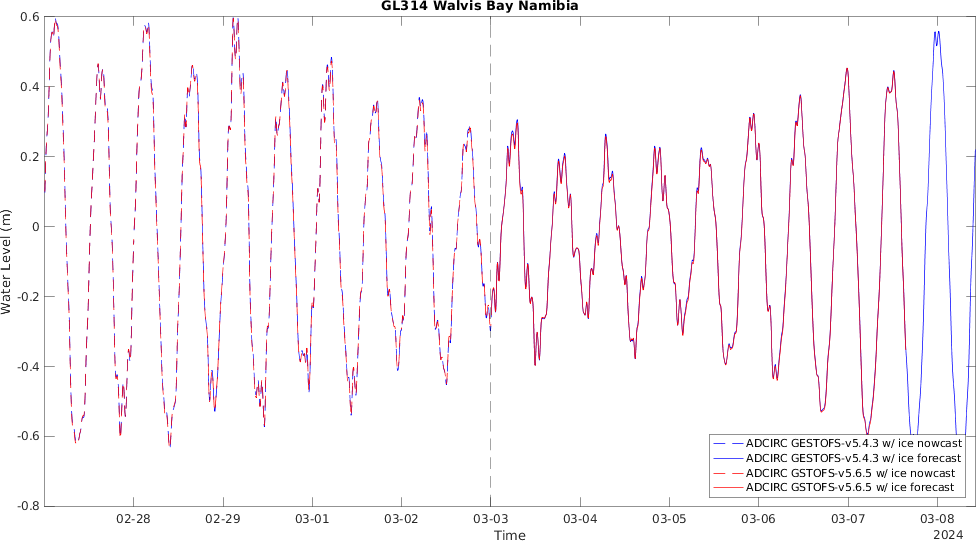 GL314 Walvis Bay Namibia
0.6
0.4
0.2
0
-0.2
-0.4
-0.6
-0.8
Water Level (m)
ADCIRC GESTOFS-v5.4.3 w/ ice nowcast
ADCIRC GESTOFS-v5.4.3 w/ ice forecast
ADCIRC GSTOFS-v5.6.5 w/ ice nowcast
ADCIRC GSTOFS-v5.6.5 w/ ice forecast
02-28 02-29 03-01 03-02 03-03 03-04 03-05 03-06 03-07 03-08
Time 2024